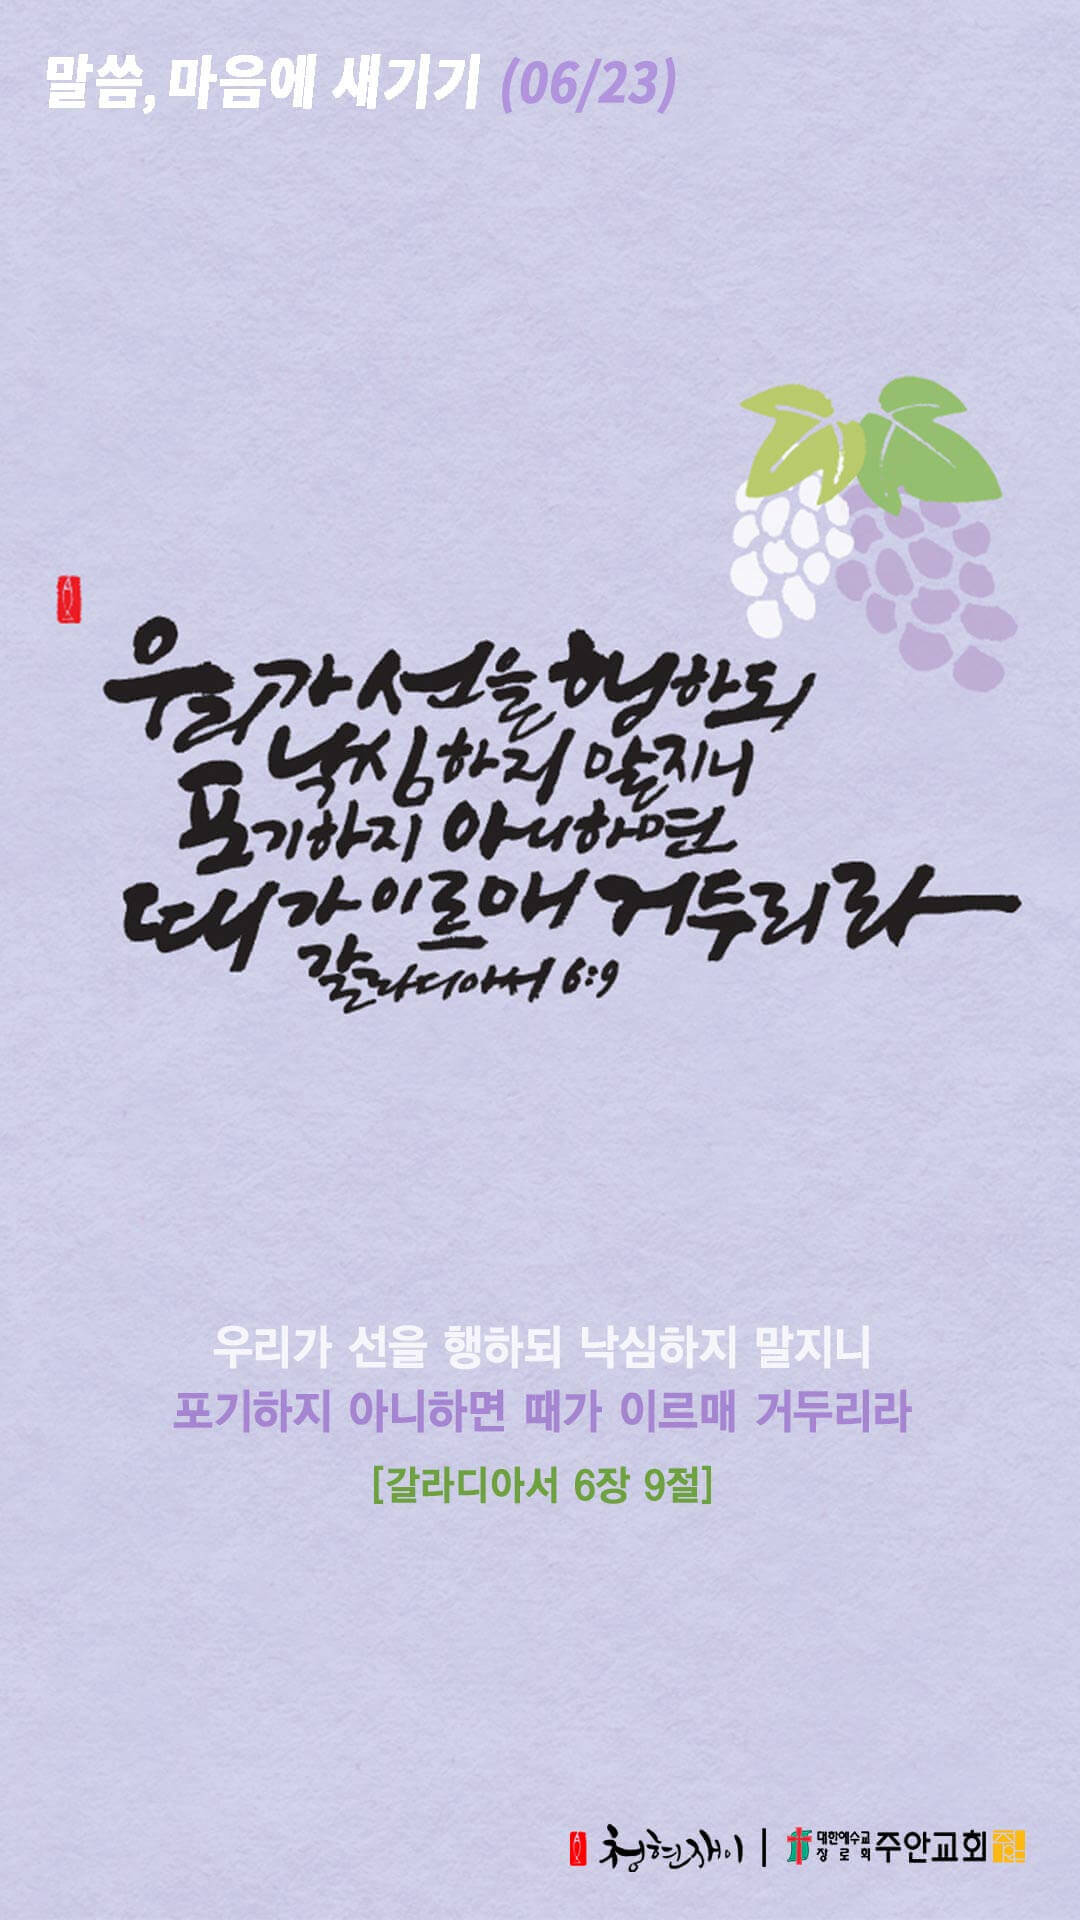 말씀, 마음에 새기기 (06/23)
우리가 선을 행하되
낙심하지 말지니
포기하지 아니하면
때가 이르매 거두리라
갈라디아서 6:9
우리가 선을 행하되 낙심하지 말지니
포기하지 아니하면 때가 이르매 거두리라
[갈라디아서 6장 9절]
청현재이 | 대한예수교
장로회 주안교회